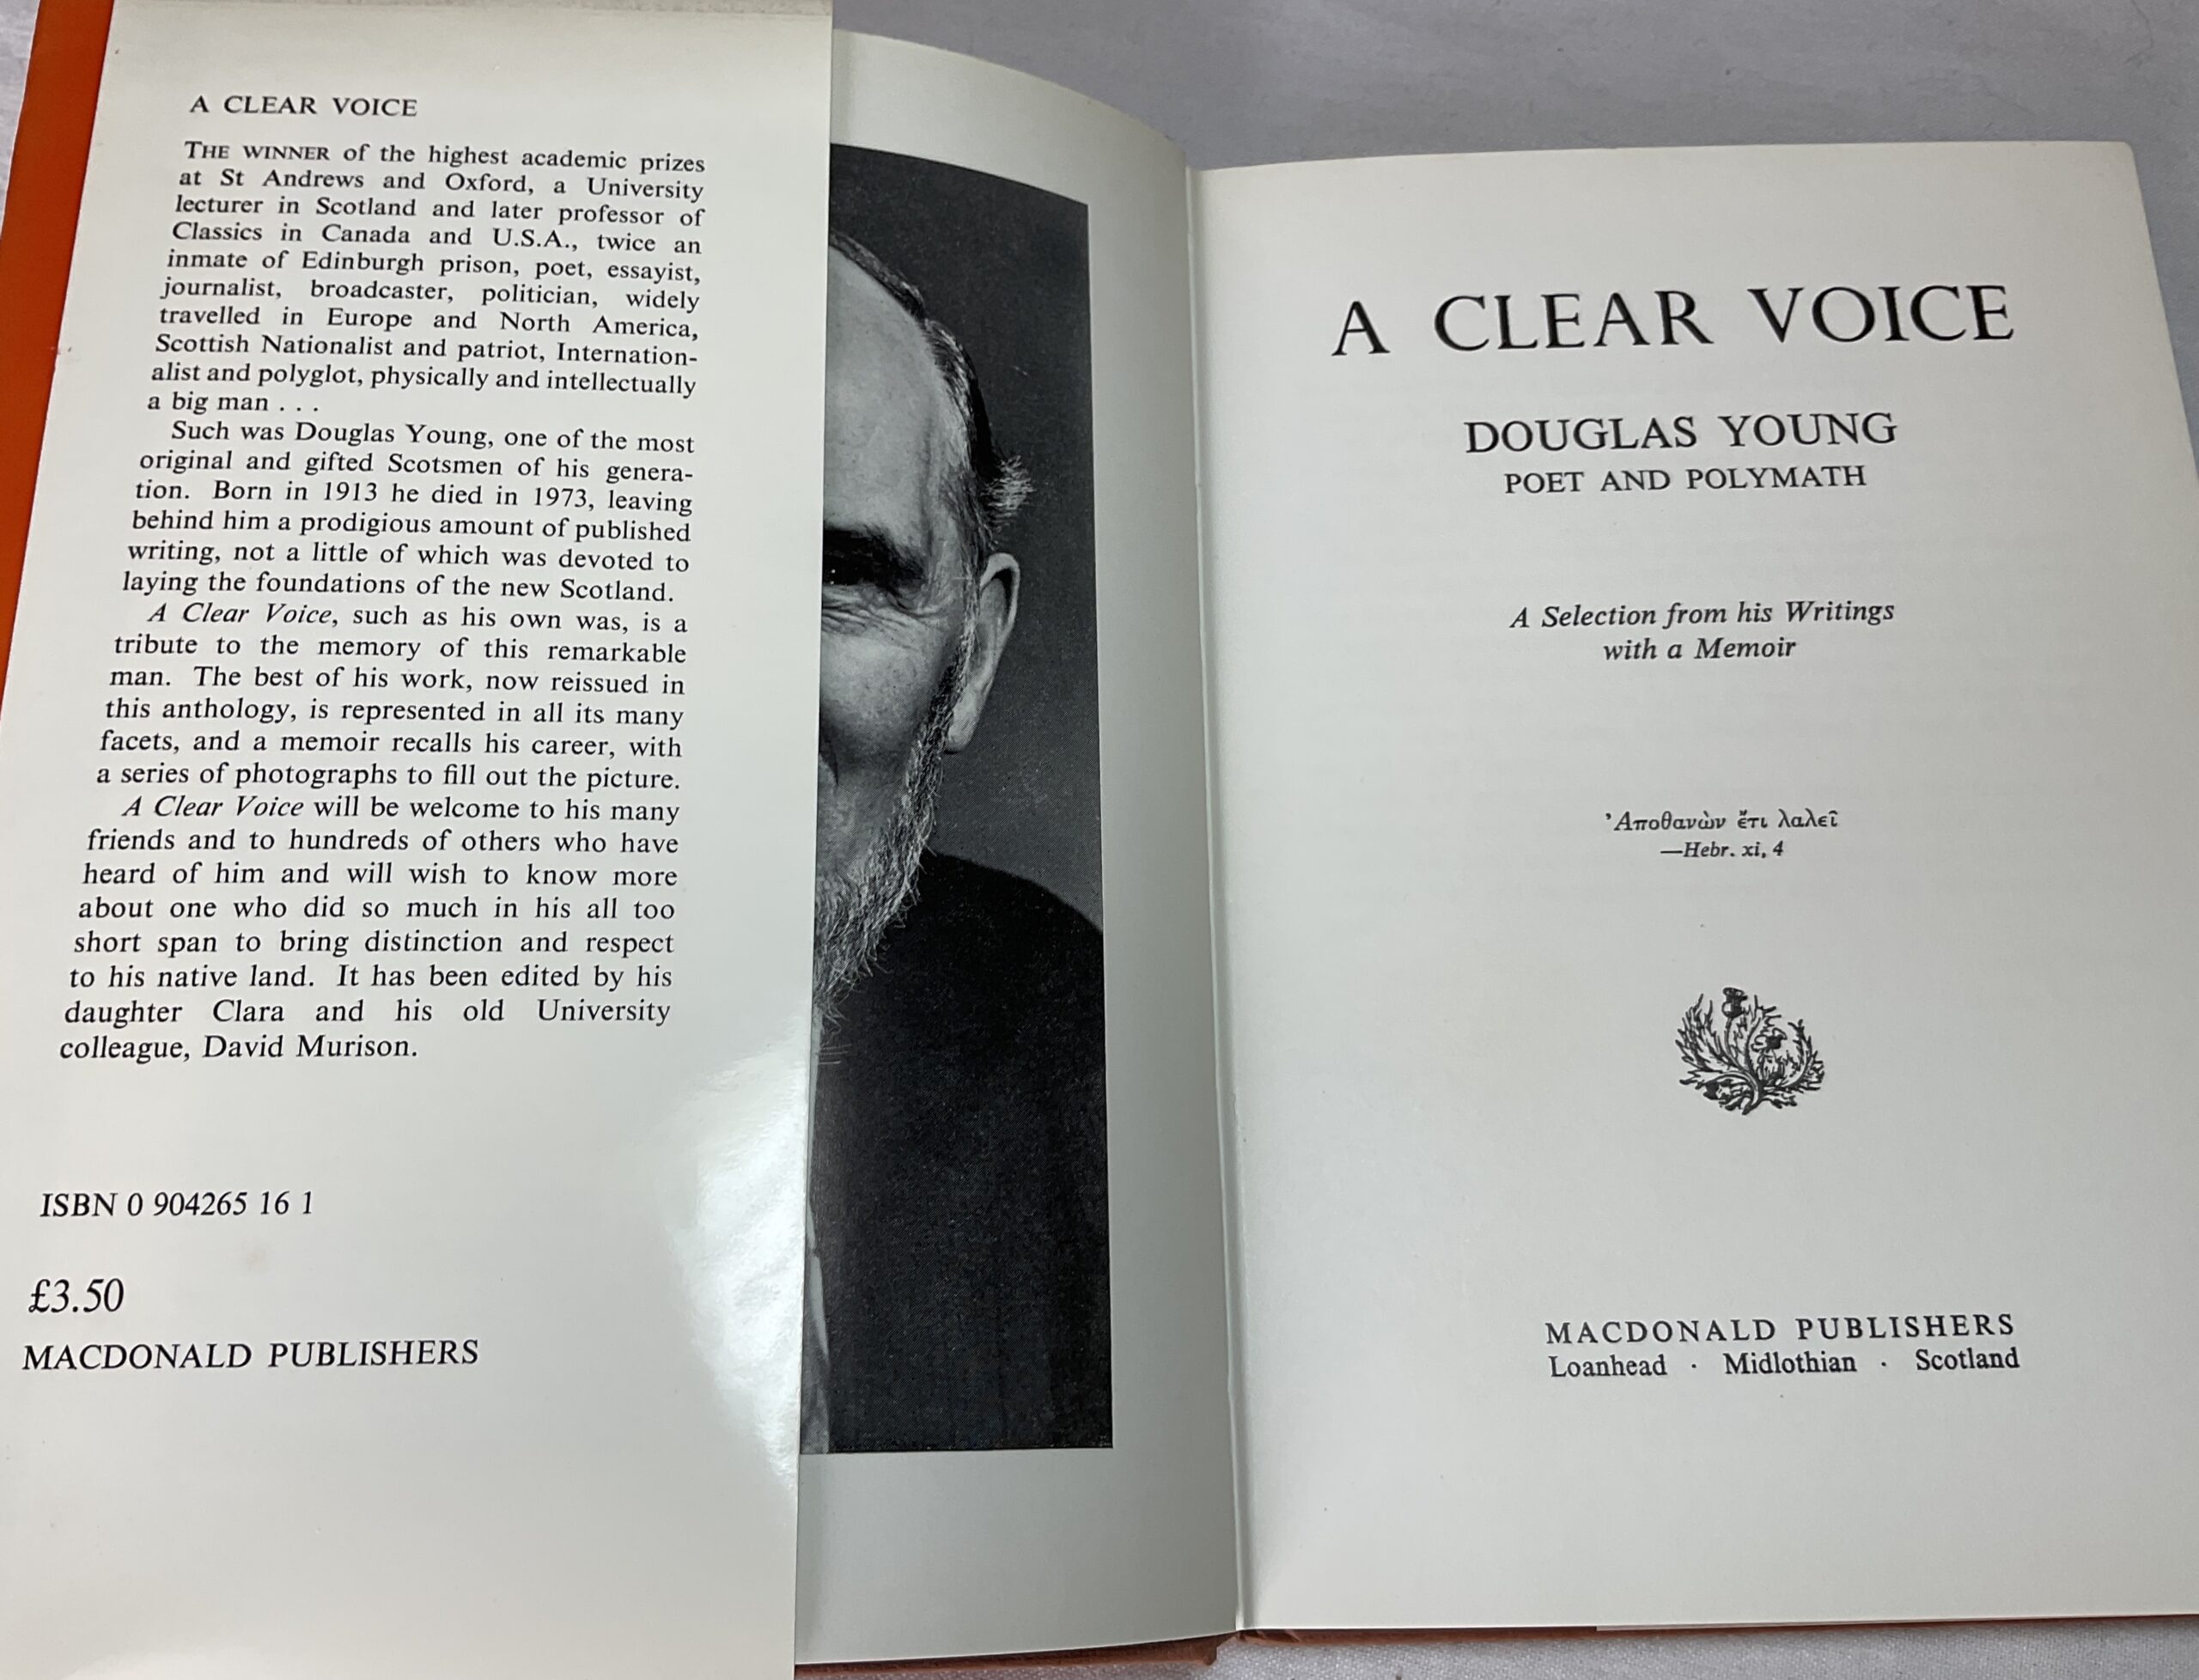 A CLEAR VOICE
THE WINNER of the highest academic prizes
at St Andrews and Oxford, a University
lecturer in Scotland and later professor of
Classics in Canada and U.S.A., twice an
inmate of Edinburgh prison, poet, essayist,
journalist, broadcaster, politician, widely
travelled in Europe and North America,
Scottish Nationalist and patriot, Internation-
alist and polyglot, physically and intellectually
a big man . . .
Such was Douglas Young, one of the most
original and gifted Scotsmen of his genera-
tion. Born in 1913 he died in 1973, leaving
behind him a prodigious amount of published
writing, not a little of which was devoted to
laying the foundations of the new Scotland.
A Clear Voice, such as his own was, is a
tribute to the memory of this remarkable
man. The best of his work, now reissued in
this anthology, is represented in all its many
facets, and a memoir recalls his career, with
a series of photographs to fill out the picture.
A Clear Voice will be welcome to his many
friends and to hundreds of others who have
heard of him and will wish to know more
about one who did so much in his all too
short span to bring distinction and respect
to his native land. It has been edited by his
daughter Clara and his old University
colleague, David Murison.
ISBN 0 904265 16 1
£3.50
MACDONALD PUBLISHERS
A CLEAR VOICE
DOUGLAS YOUNG
POET AND POLYMATH
A Selection from his Writings
with a Memoir
Ἀποθανὼν ἔτι λαλεῖ
—Hebr. xi, 4
MACDONALD PUBLISHERS
Loanhead · Midlothian · Scotland